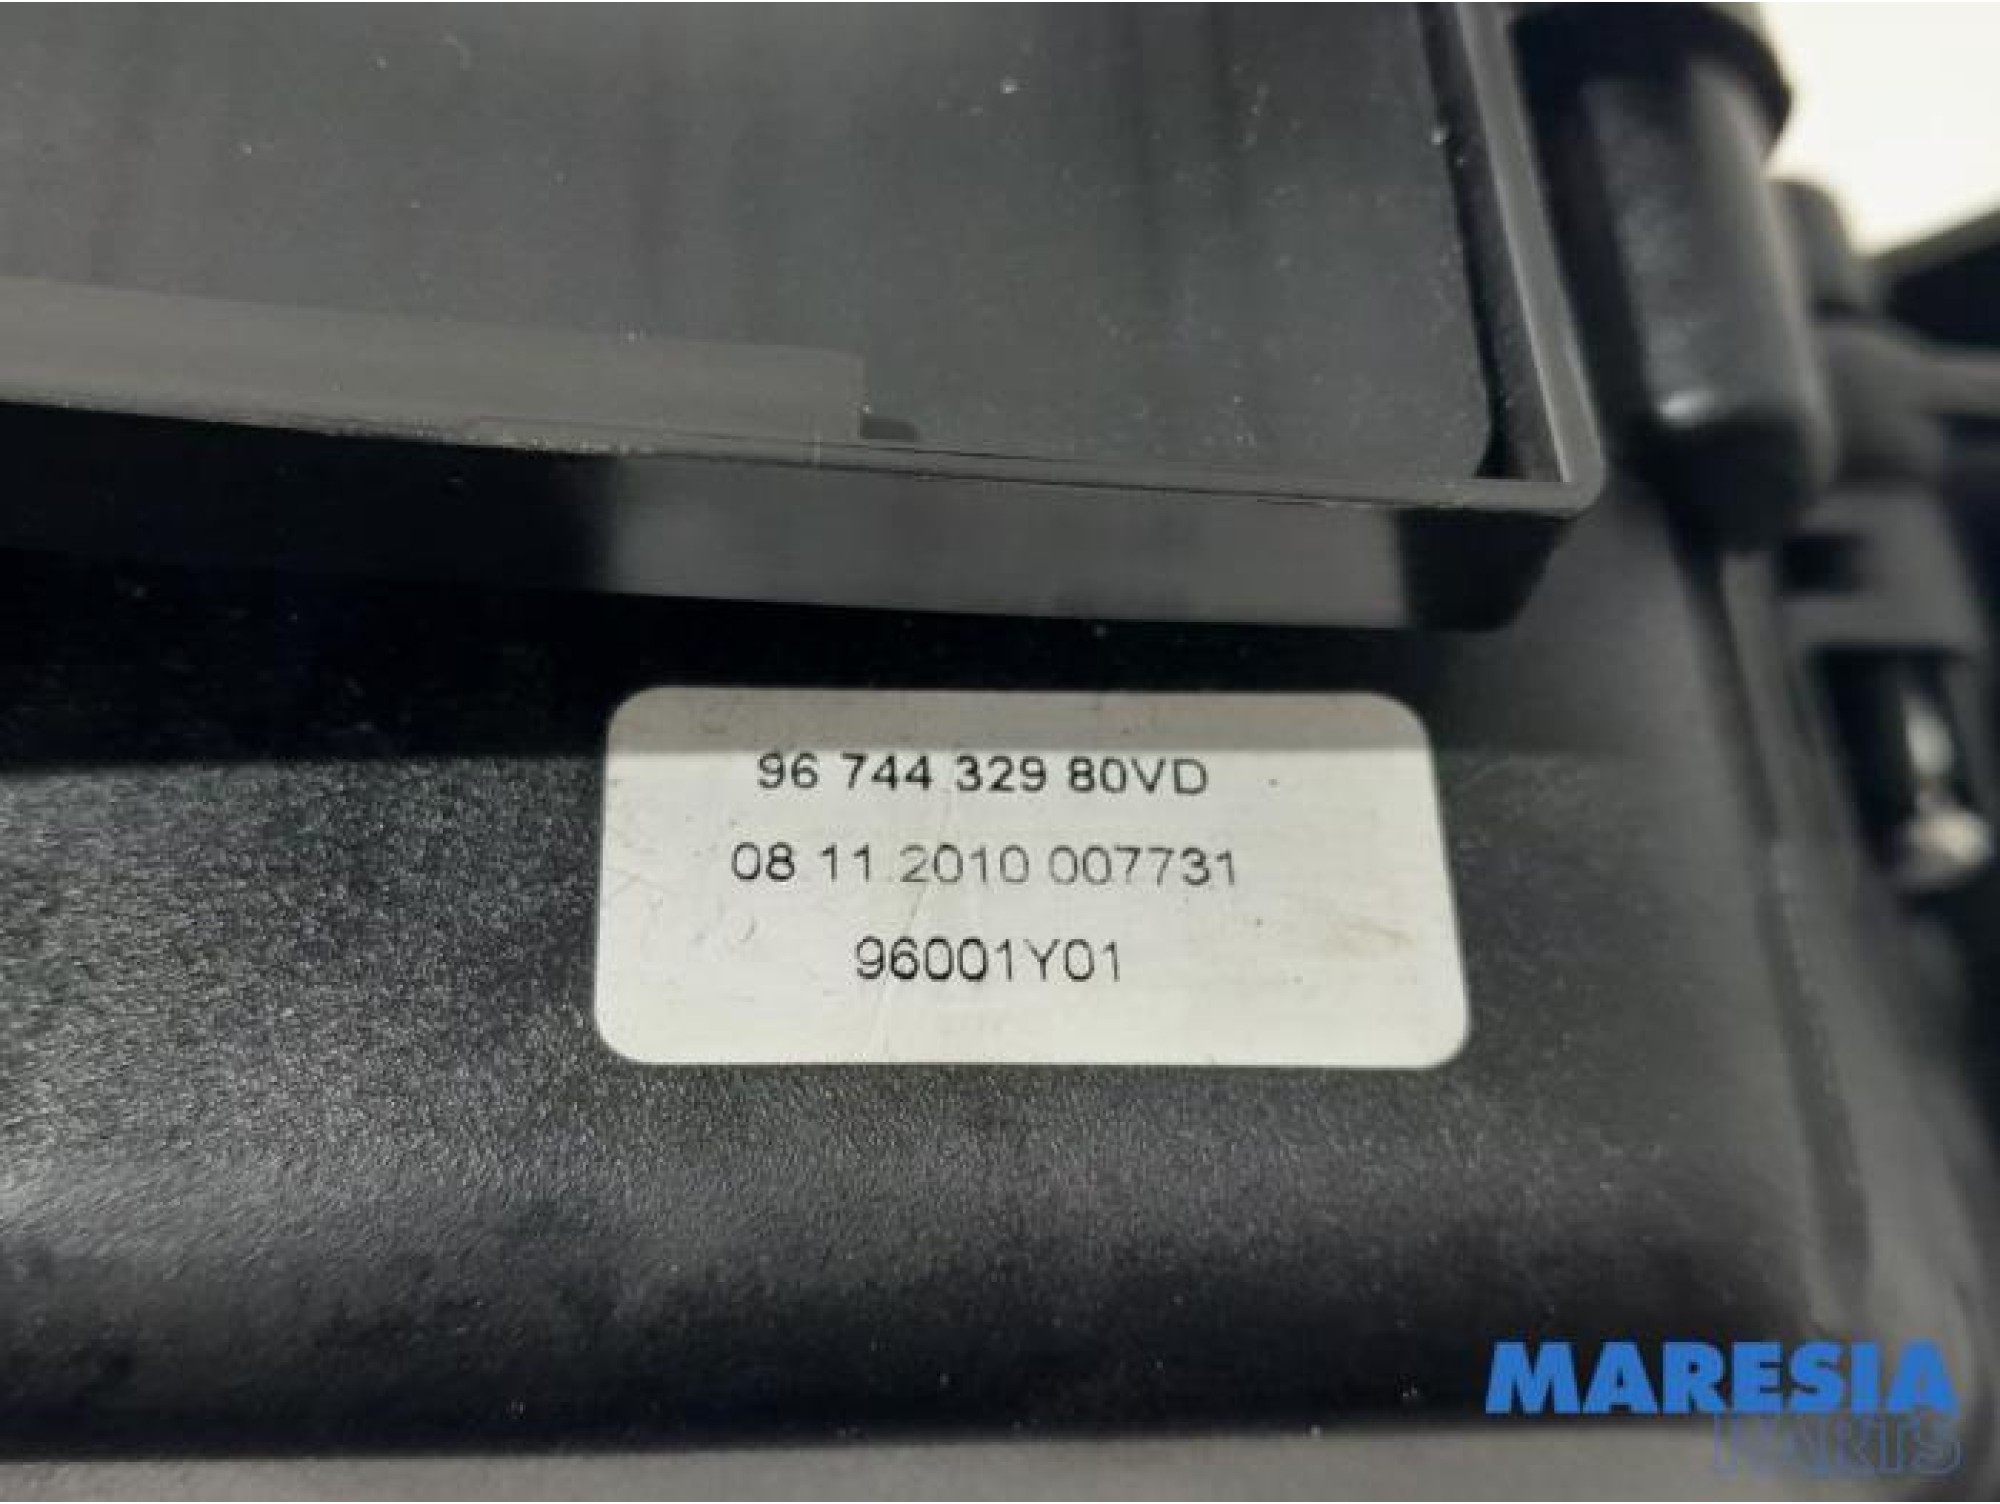 96 744 329 80VD
08 11 2010 007731
96001Y01
MARESIA
PARTS